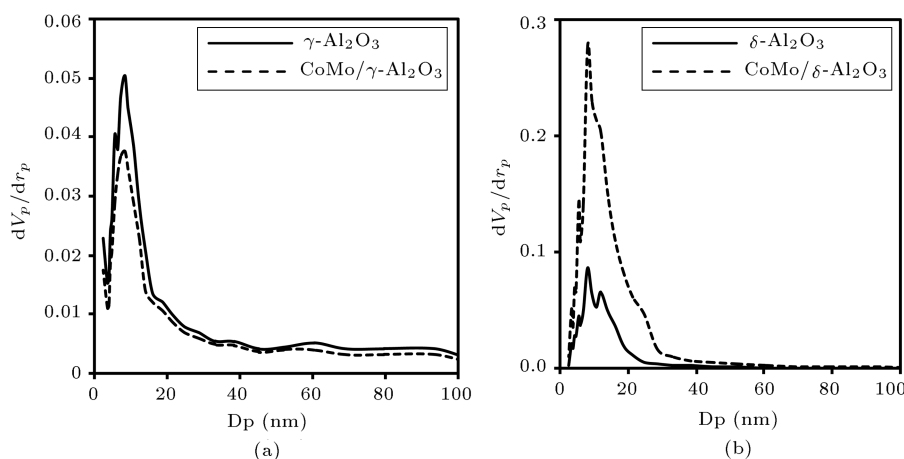 0.06
0.05
0.04
0.03
0.02
0.01
0
dVp/drp
0 20 40 60 80 100
Dp (nm)
(a)
γ-Al2O3
CoMo/γ-Al2O3
0.3
0.2
0.1
0.0
dVp/drp
0 20 40 60 80 100
Dp (nm)
(b)
δ-Al2O3
CoMo/δ-Al2O3